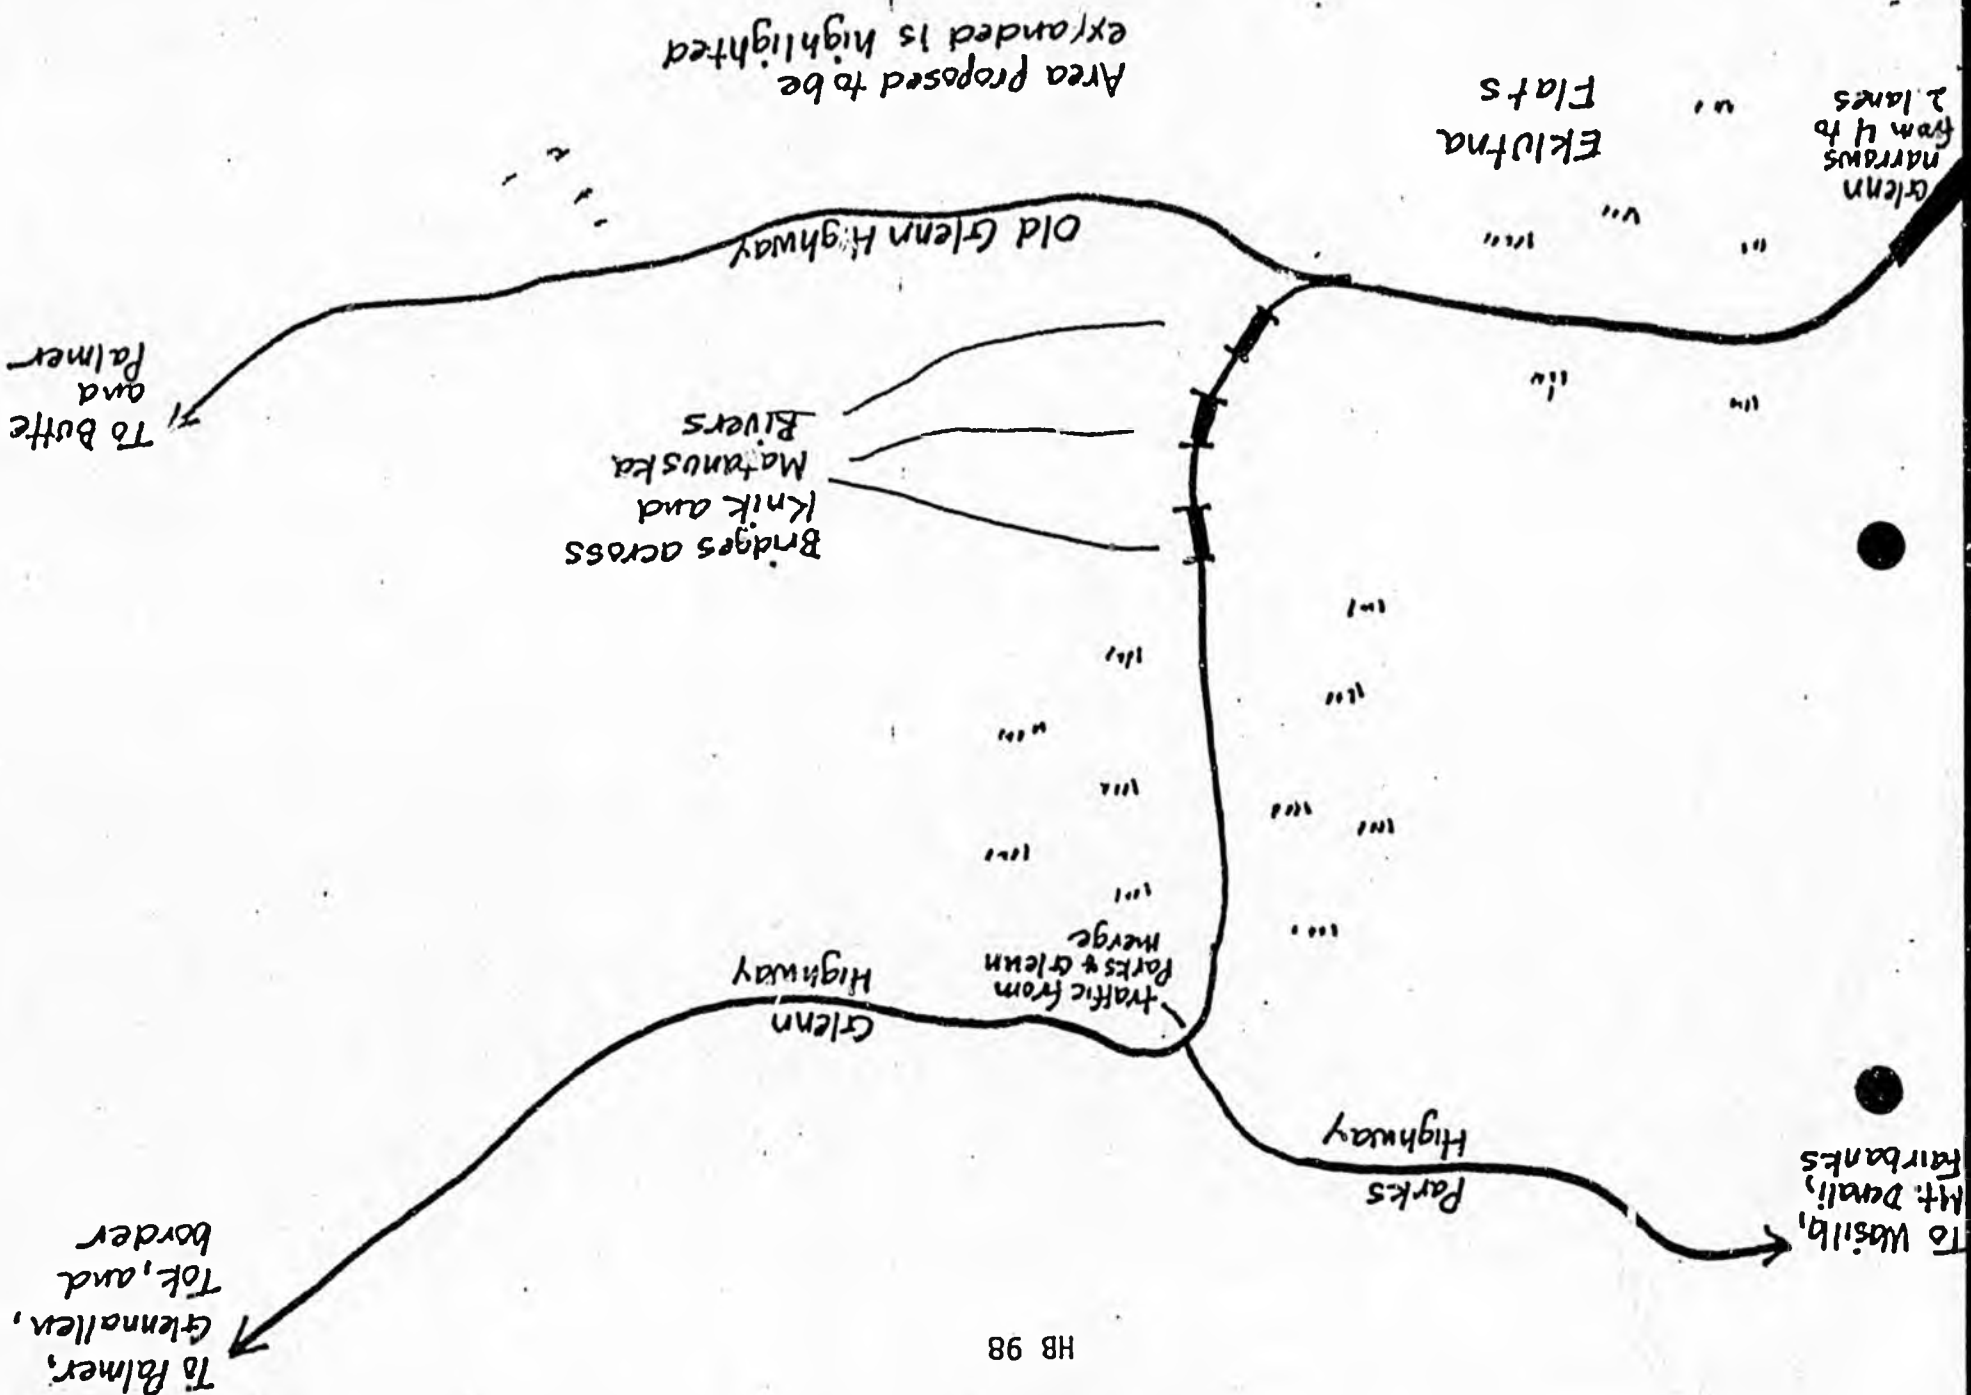 HB 98
To Wasilla,
Mt. Denali,
Fairbanks
Parks
Highway
To Palmer,
Glennallen,
Tok, and
border
traffic from
Parks & Glenn
merge
Glenn
Highway
Bridges across
Knik and
Matanuska
Rivers
To Butte
and
Palmer
Old Glenn Highway
Glenn
narrows
from 4 to
2 lanes
Eklutna
Flats
Area proposed to be
expanded is highlighted